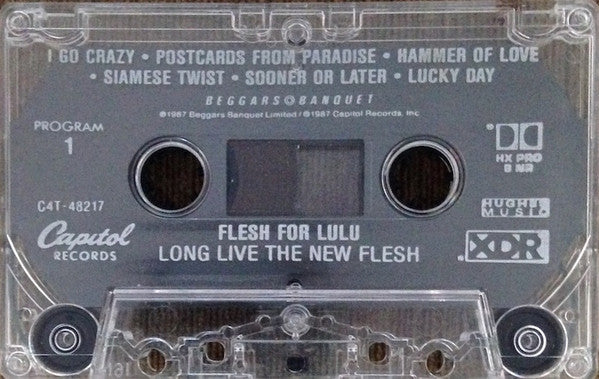 I GO CRAZY • POSTCARDS FROM PARADISE • HAMMER OF LOVE
• SIAMESE TWIST • SOONER OR LATER • LUCKY DAY
BEGGARS BANQUET
℗1987 Beggars Banquet Limited / ©1987 Capitol Records, Inc.
PROGRAM
1
HX PRO
B NR
C4T-48217
HUGHES
MUSIC
Capitol
RECORDS
XDR
FLESH FOR LULU
LONG LIVE THE NEW FLESH